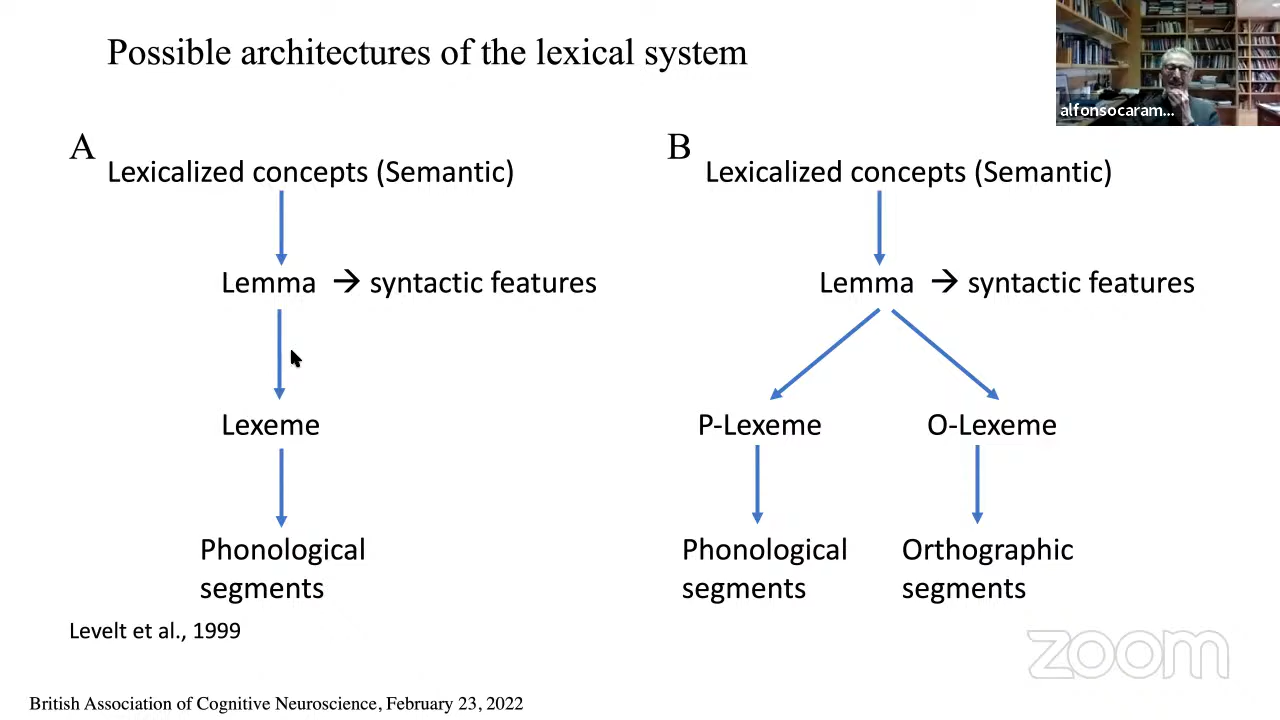 Possible architectures of the lexical system
alfonsocaram...
A
Lexicalized concepts (Semantic)
Lemma → syntactic features
Lexeme
Phonological
segments
Levelt et al., 1999
B
Lexicalized concepts (Semantic)
Lemma → syntactic features
P-Lexeme O-Lexeme
Phonological Orthographic
segments segments
zoom
British Association of Cognitive Neuroscience, February 23, 2022